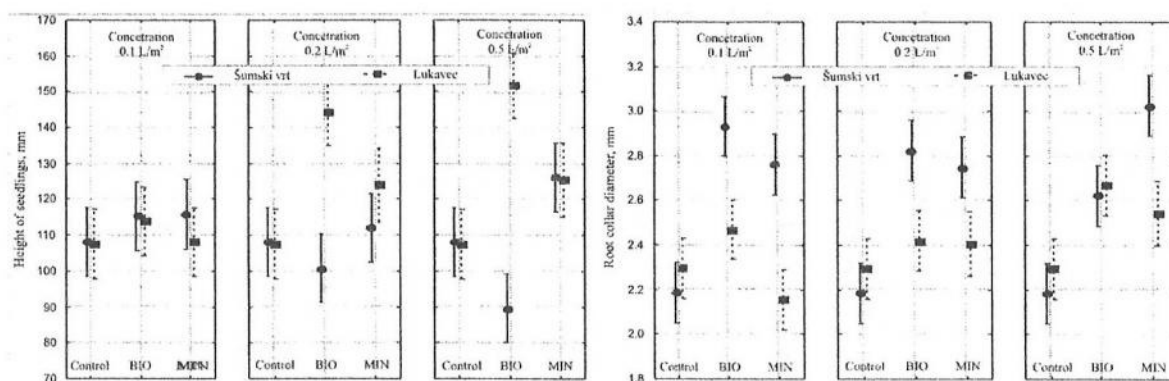 170
160
150
140
130
120
110
100
90
80
70
Height of seedlings, mm
Concetration
0.1 L/m²
Concetration
0.2 L/m²
Concetration
0.5 L/m²
Šumski vrt
Lukavec
Control BIO MIN
Control BIO MIN
Control BIO MIN
3.4
3.2
3.0
2.8
2.6
2.4
2.2
2.0
1.8
Root collar diameter, mm
Concetration
0.1 L/m²
Concetration
0.2 L/m
Concetration
0.5 L/m²
Šumski vrt
Lukavec
Control BIO MIN
Control BIO MIN
Control BIO MIN